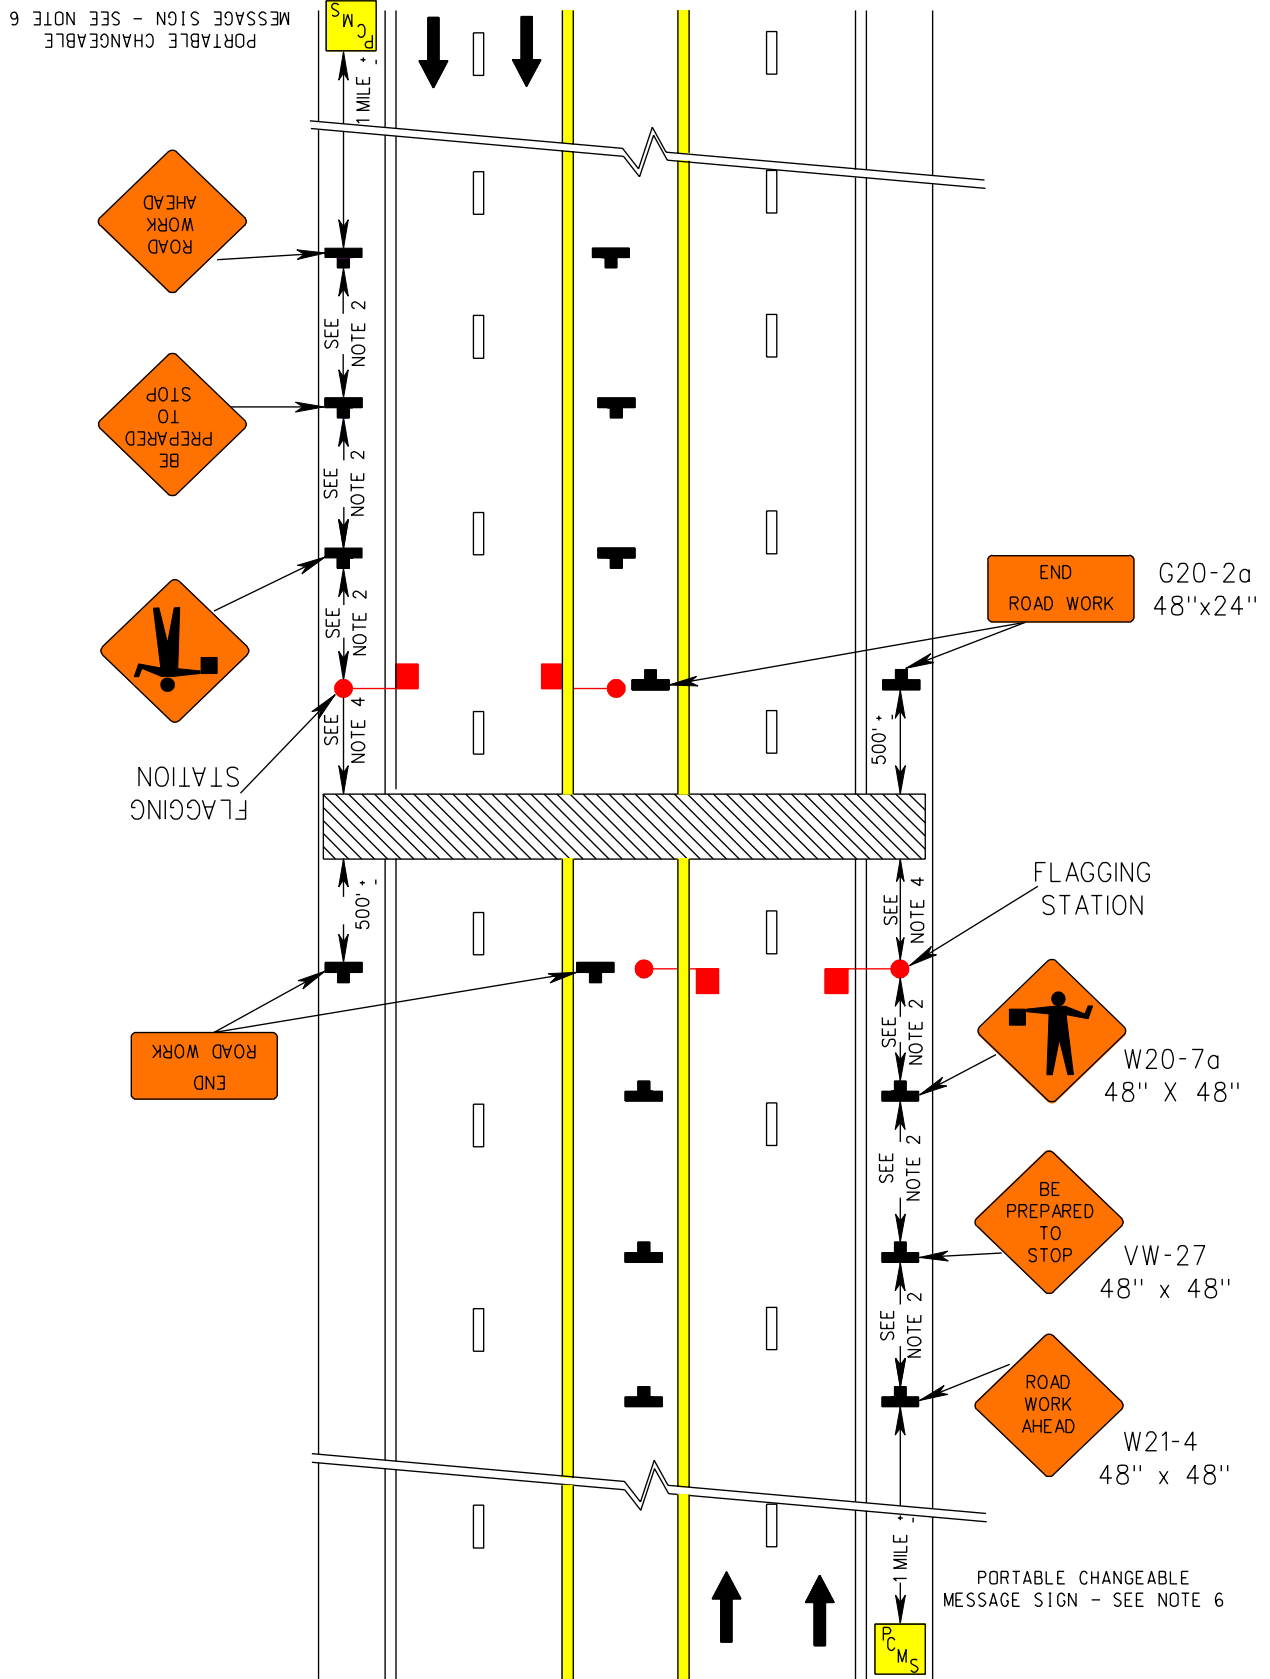 PORTABLE CHANGEABLE
MESSAGE SIGN - SEE NOTE 6
PCMS
1 MILE ±
ROAD
WORK
AHEAD
SEE
NOTE 2
BE
PREPARED
TO
STOP
SEE
NOTE 2
SEE
NOTE 2
FLAGGING
STATION
SEE
NOTE 4
END
ROAD WORK
G20-2a
48"x24"
500' ±
500' ±
END
ROAD WORK
FLAGGING
STATION
SEE
NOTE 4
SEE
NOTE 2
W20-7a
48" X 48"
SEE
NOTE 2
BE
PREPARED
TO
STOP
VW-27
48" x 48"
SEE
NOTE 2
ROAD
WORK
AHEAD
W21-4
48" x 48"
1 MILE ±
PORTABLE CHANGEABLE
MESSAGE SIGN - SEE NOTE 6
PCMS